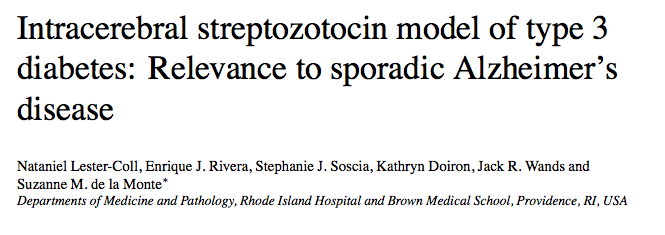 Intracerebral streptozotocin model of type 3
diabetes: Relevance to sporadic Alzheimer's
disease
Nataniel Lester-Coll, Enrique J. Rivera, Stephanie J. Soscia, Kathryn Doiron, Jack R. Wands and
Suzanne M. de la Monte*
Departments of Medicine and Pathology, Rhode Island Hospital and Brown Medical School, Providence, RI, USA